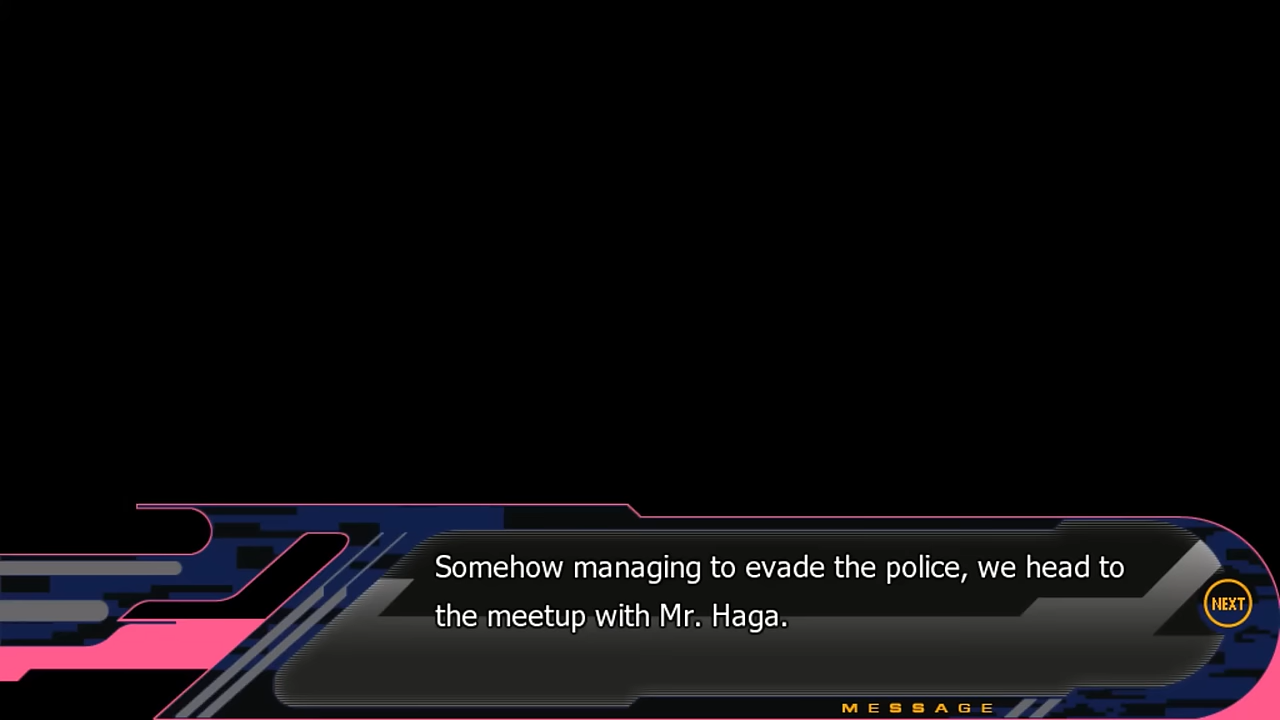 Somehow managing to evade the police, we head to
the meetup with Mr. Haga.
NEXT
MESSAGE